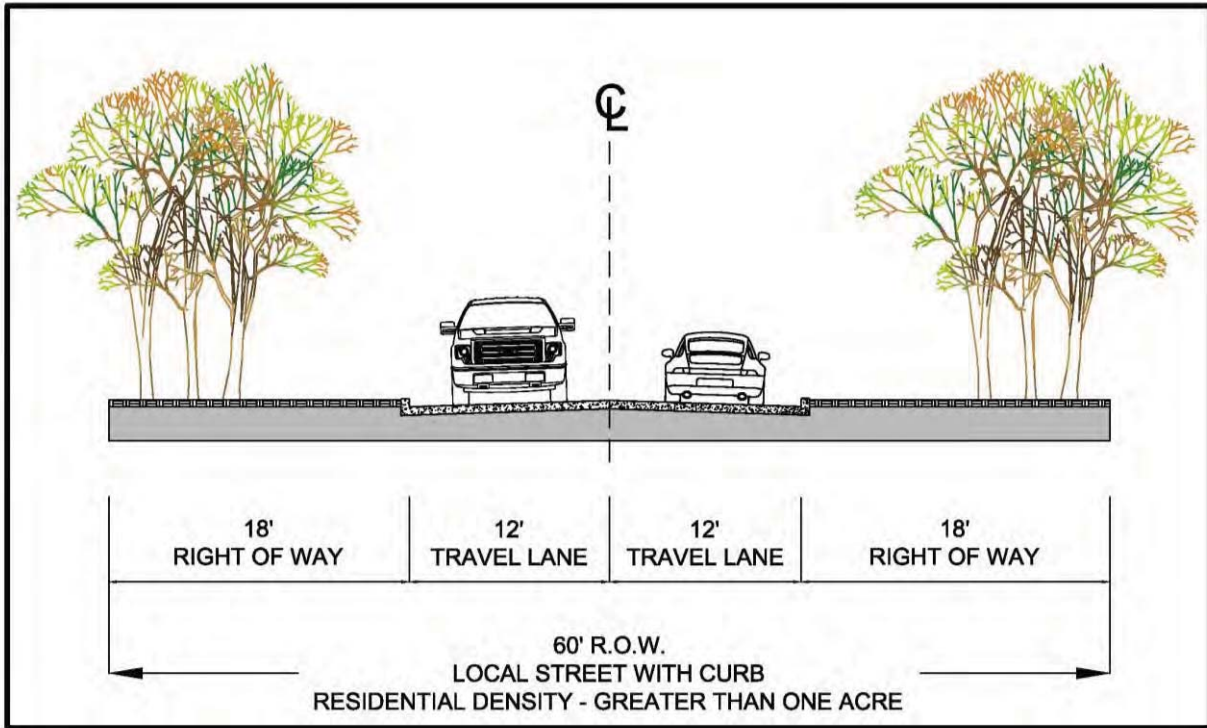 ℄
18'
RIGHT OF WAY
12'
TRAVEL LANE
12'
TRAVEL LANE
18'
RIGHT OF WAY
60' R.O.W.
LOCAL STREET WITH CURB
RESIDENTIAL DENSITY - GREATER THAN ONE ACRE